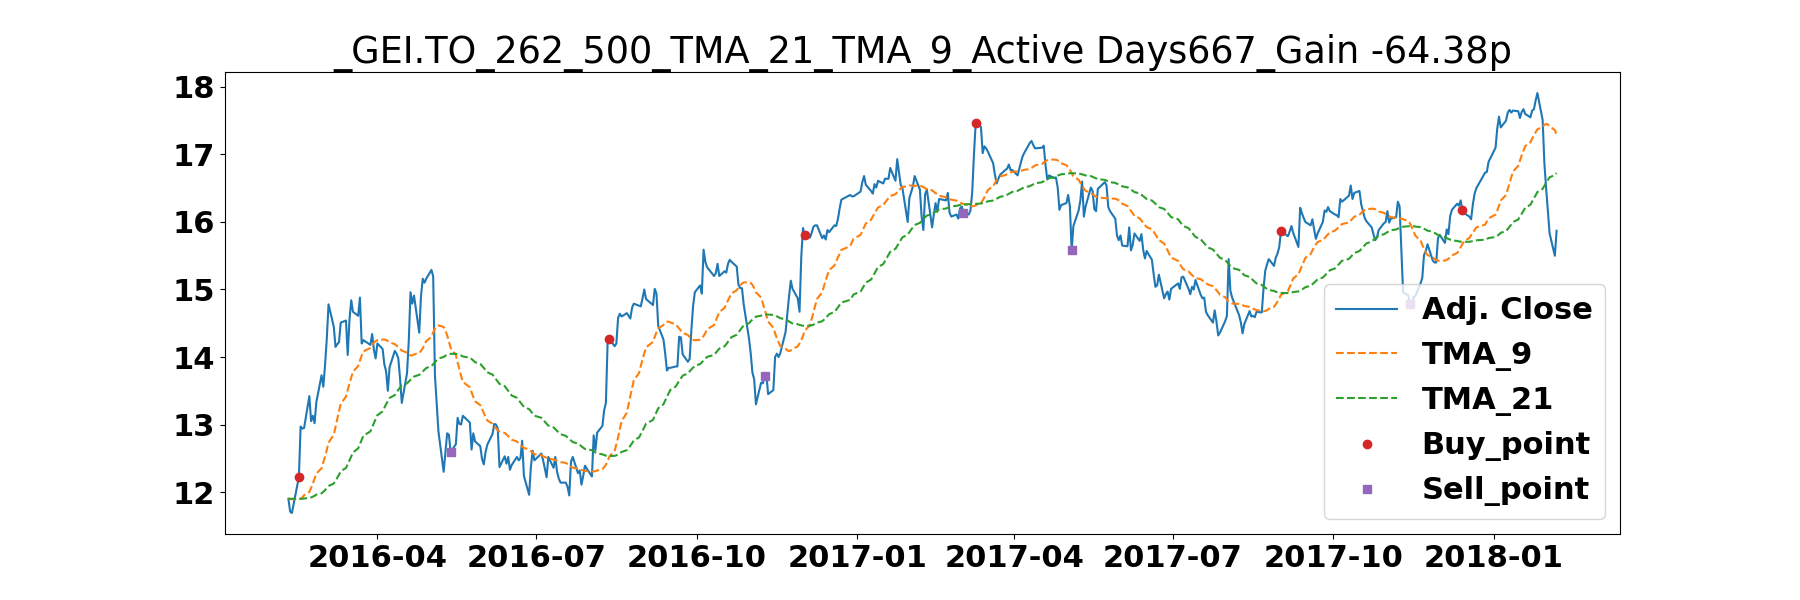 _GEI.TO_262_500_TMA_21_TMA_9_Active Days667_Gain -64.38p
18
17
16
15
14
13
12
Adj. Close
TMA_9
TMA_21
Buy_point
Sell_point
2016-04 2016-07 2016-10 2017-01 2017-04 2017-07 2017-10 2018-01